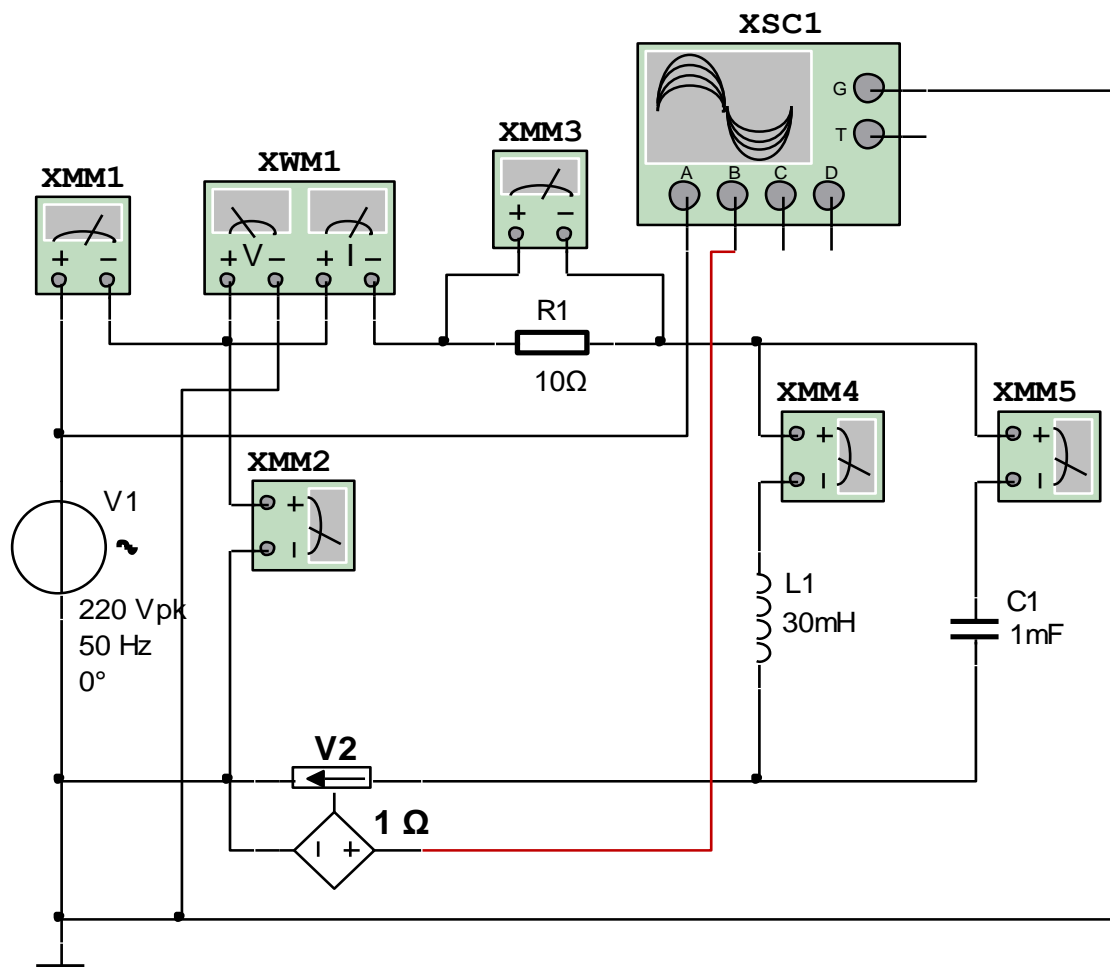 XSC1
G
T
A B C D
XMM3
+ −
XMM1
+ −
XWM1
+ V − + I −
R1
10Ω
XMM4
+
−
XMM5
+
−
XMM2
+
−
V1
220 Vpk
50 Hz
0°
L1
30mH
C1
1mF
V2
1 Ω
− +